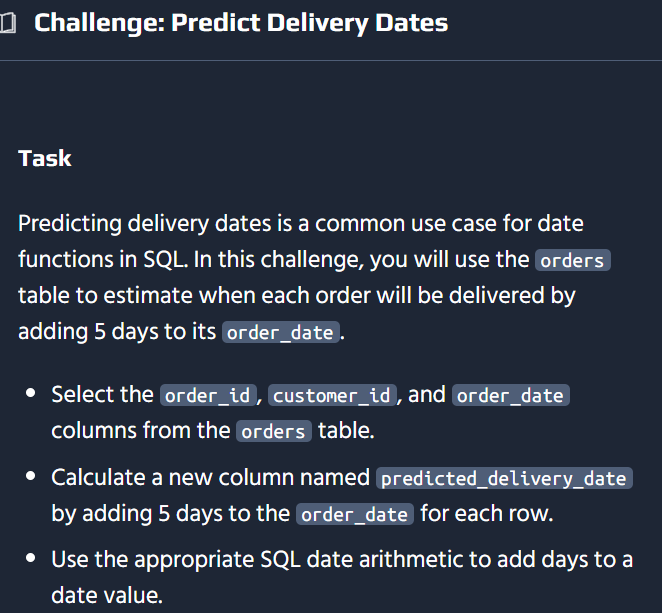 Challenge: Predict Delivery Dates
Task
Predicting delivery dates is a common use case for date
functions in SQL. In this challenge, you will use the orders
table to estimate when each order will be delivered by
adding 5 days to its order_date.
• Select the order_id, customer_id, and order_date
columns from the orders table.
• Calculate a new column named predicted_delivery_date
by adding 5 days to the order_date for each row.
• Use the appropriate SQL date arithmetic to add days to a
date value.